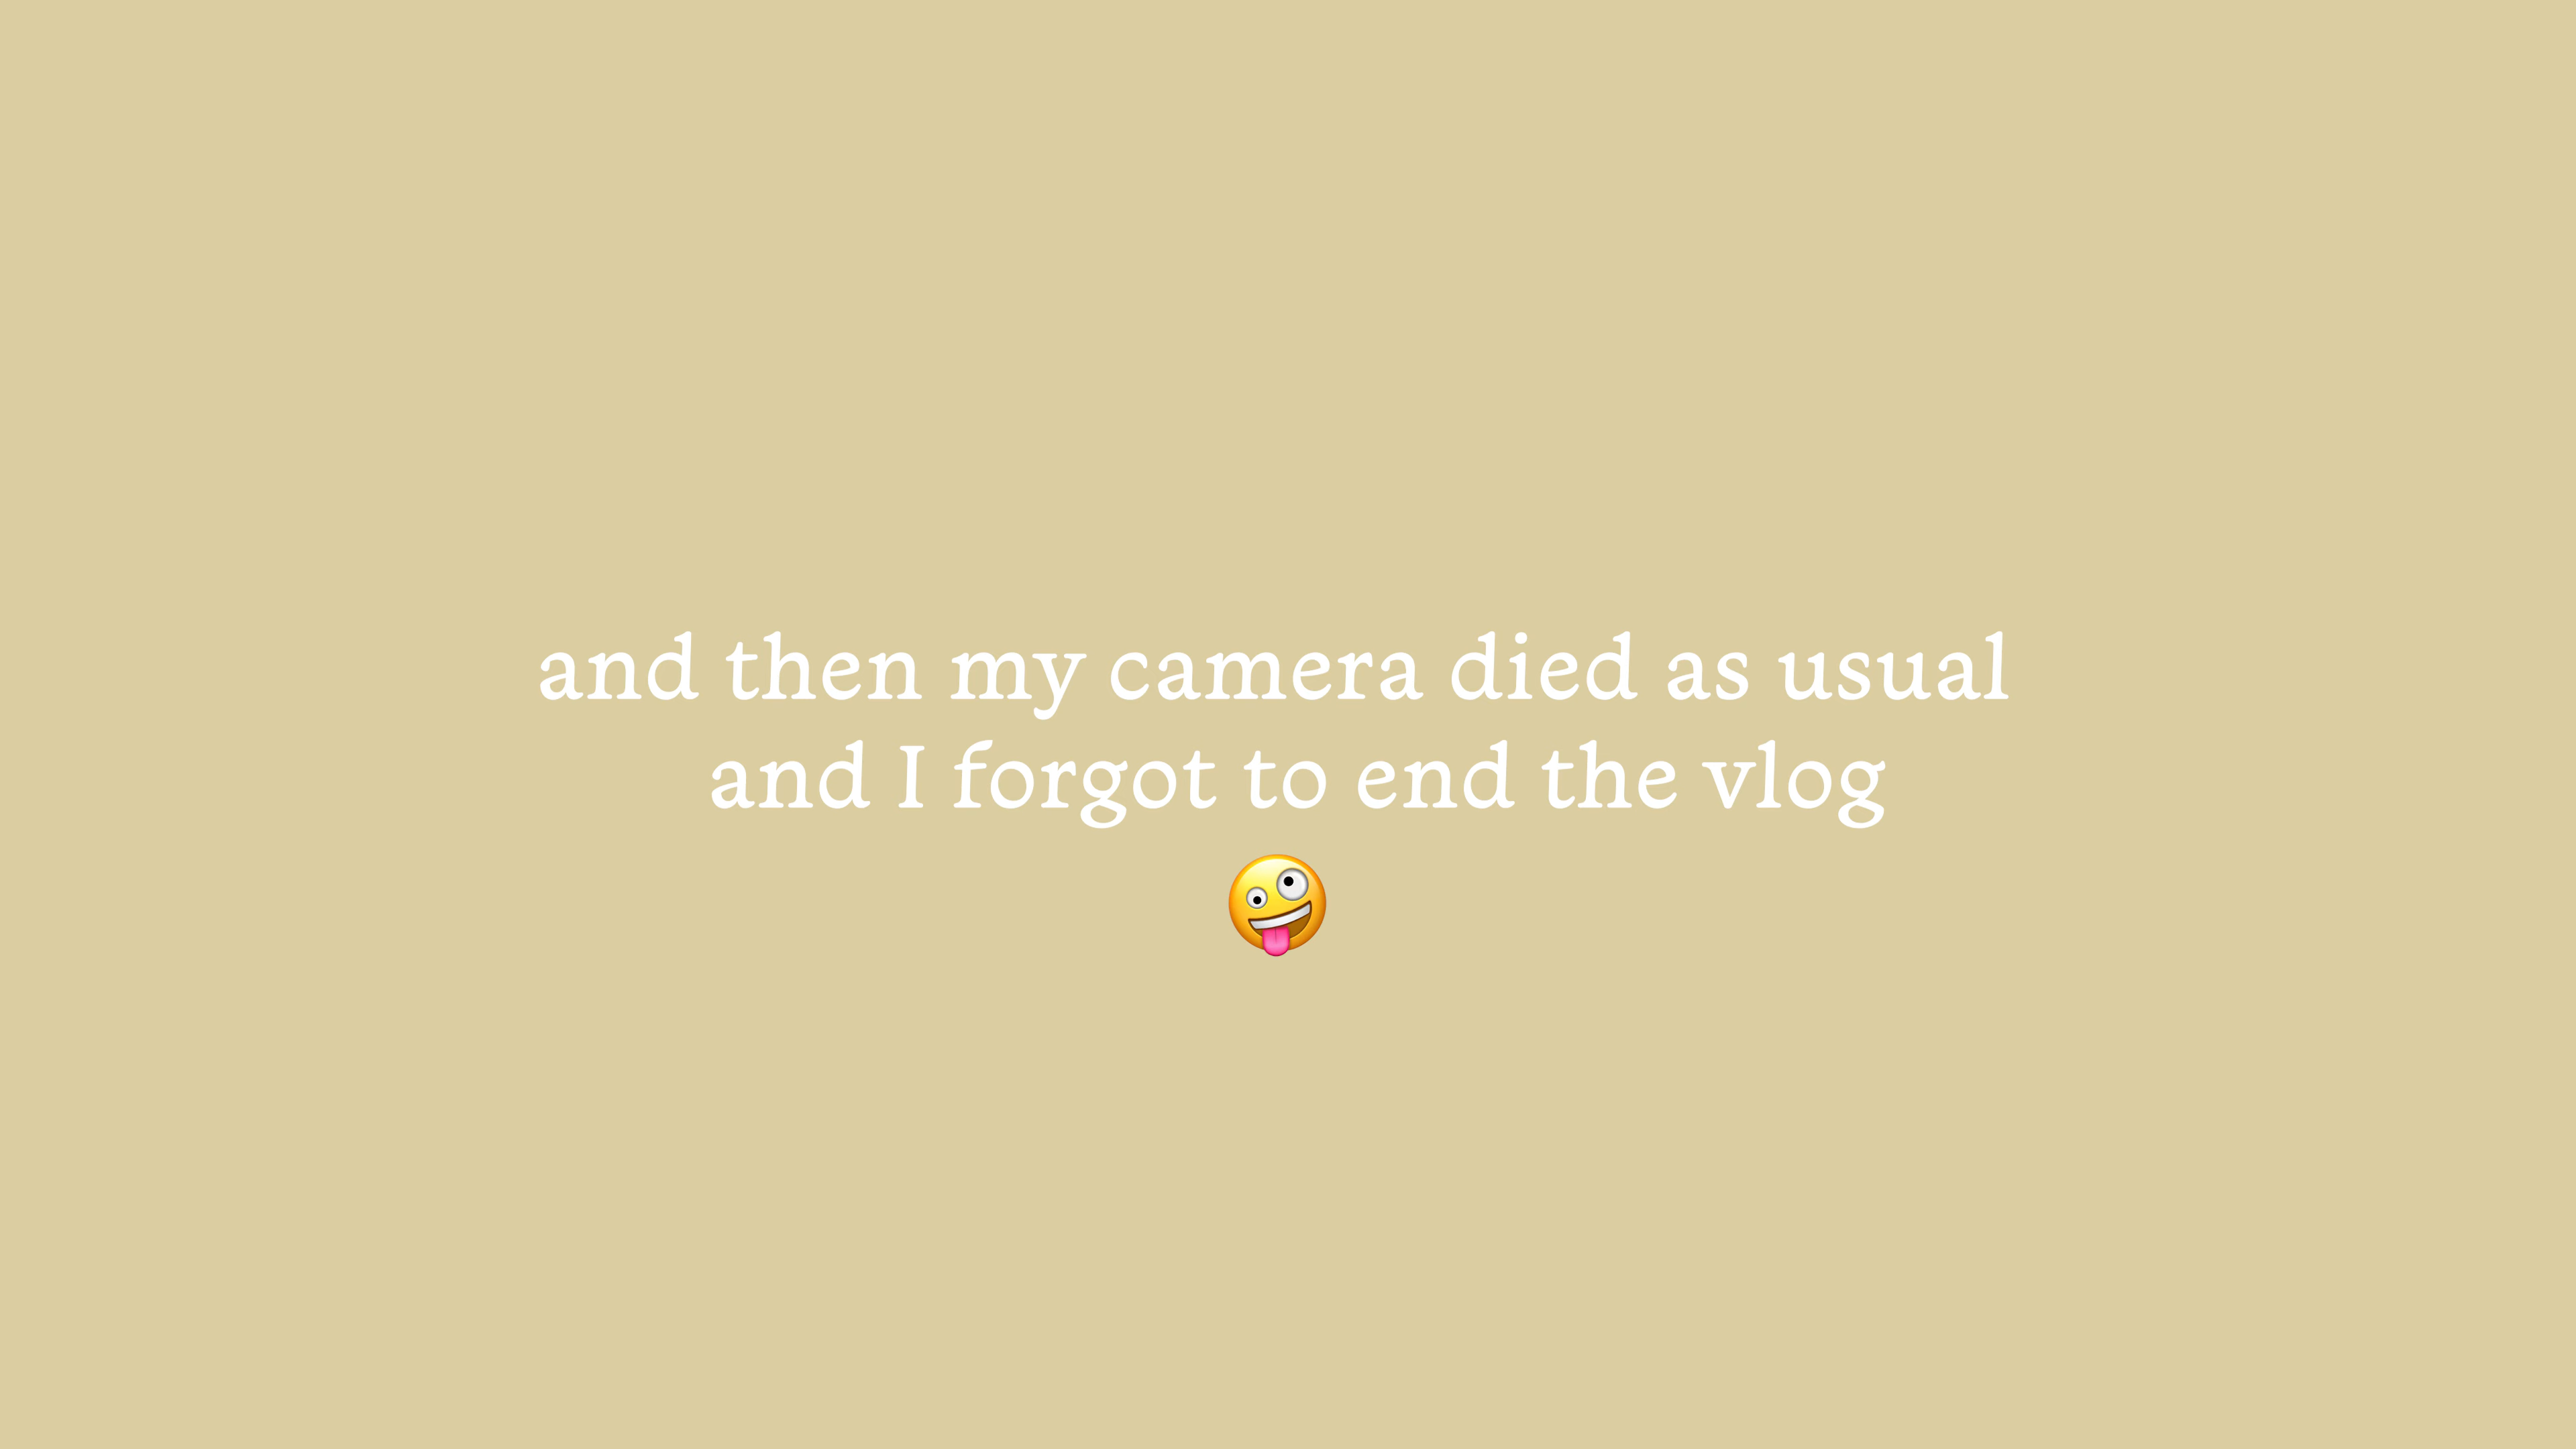 and then my camera died as usual
and I forgot to end the vlog
🤪